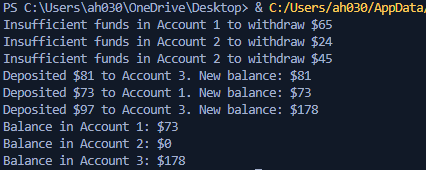 PS C:\Users\ah030\OneDrive\Desktop> & C:/Users/ah030/AppData/
Insufficient funds in Account 1 to withdraw $65
Insufficient funds in Account 2 to withdraw $24
Insufficient funds in Account 2 to withdraw $45
Deposited $81 to Account 3. New balance: $81
Deposited $73 to Account 1. New balance: $73
Deposited $97 to Account 3. New balance: $178
Balance in Account 1: $73
Balance in Account 2: $0
Balance in Account 3: $178